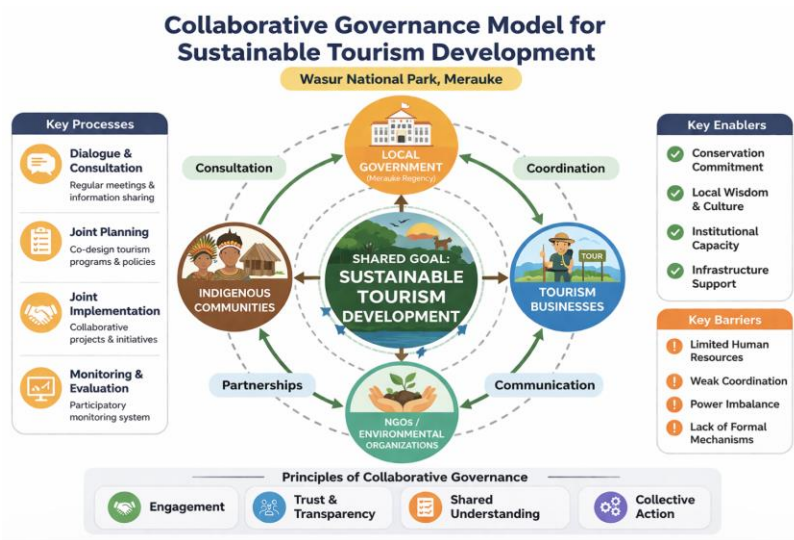 Collaborative Governance Model for
Sustainable Tourism Development
Wasur National Park, Merauke
Key Processes
Dialogue &
Consultation
Regular meetings &
information sharing
Joint Planning
Co-design tourism
programs & policies
Joint
Implementation
Collaborative
projects & initiatives
Monitoring &
Evaluation
Participatory
monitoring system
Consultation
LOCAL
GOVERNMENT
(Merauke Regency)
Coordination
INDIGENOUS
COMMUNITIES
SHARED GOAL:
SUSTAINABLE
TOURISM
DEVELOPMENT
TOUR
TOURISM
BUSINESSES
Partnerships
NGOs /
ENVIRONMENTAL
ORGANIZATIONS
Communication
Key Enablers
Conservation
Commitment
Local Wisdom
& Culture
Institutional
Capacity
Infrastructure
Support
Key Barriers
Limited Human
Resources
Weak Coordination
Power Imbalance
Lack of Formal
Mechanisms
Principles of Collaborative Governance
Engagement
Trust &
Transparency
Shared
Understanding
Collective
Action